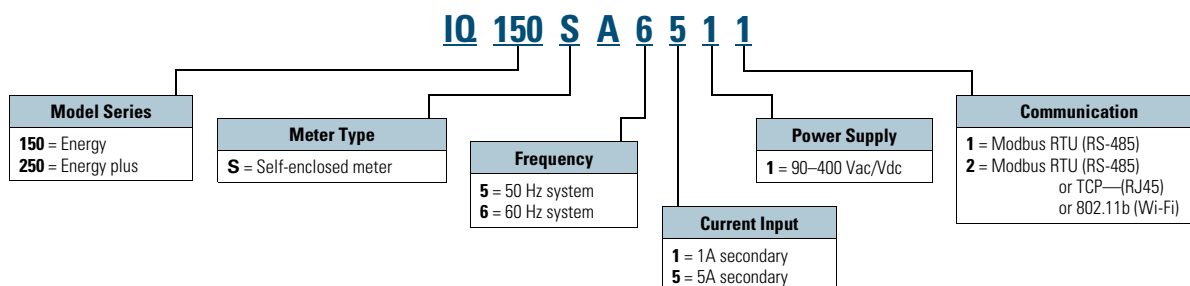 IQ 150 S A 6 5 1 1
Model Series
150 = Energy
250 = Energy plus
Meter Type
S = Self-enclosed meter
Frequency
5 = 50 Hz system
6 = 60 Hz system
Current Input
1 = 1A secondary
5 = 5A secondary
Power Supply
1 = 90–400 Vac/Vdc
Communication
1 = Modbus RTU (RS-485)
2 = Modbus RTU (RS-485)
or TCP—(RJ45)
or 802.11b (Wi-Fi)